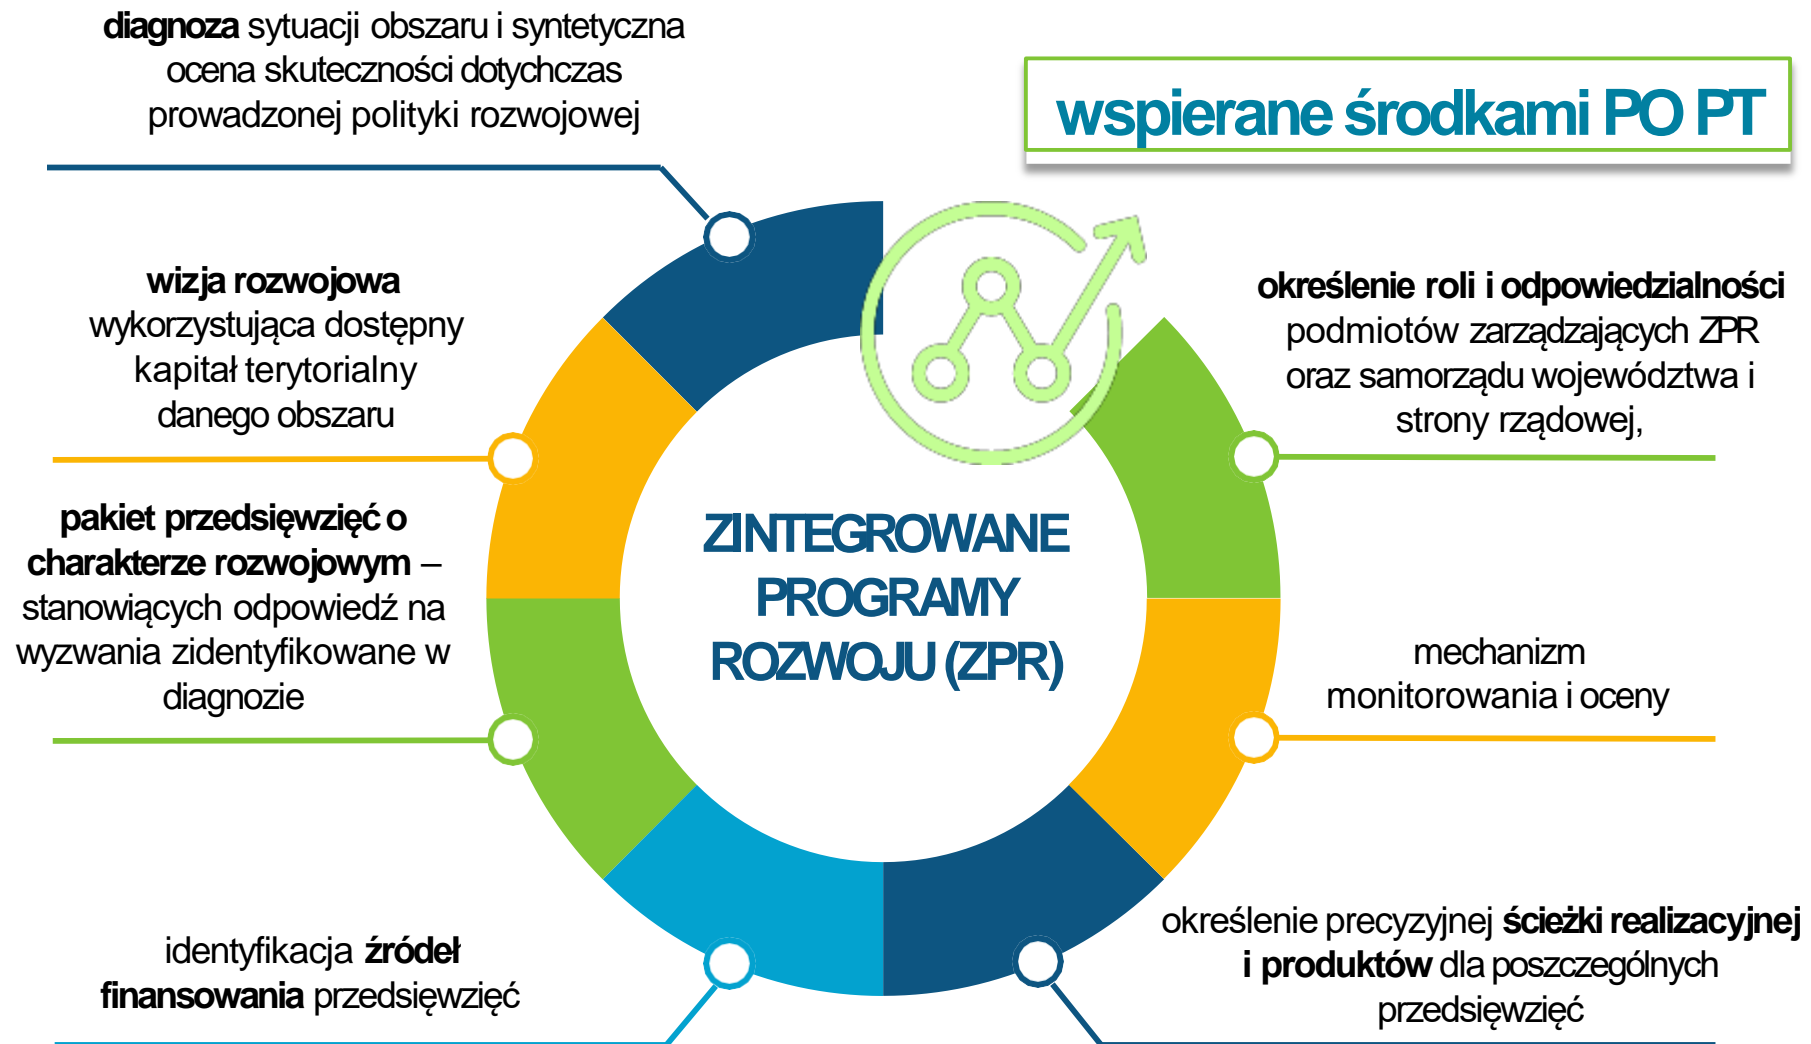 diagnoza sytuacji obszaru i syntetyczna
ocena skuteczności dotychczas
prowadzonej polityki rozwojowej
wspierane środkami PO PT
wizja rozwojowa
wykorzystująca dostępny
kapitał terytorialny
danego obszaru
określenie roli i odpowiedzialności
podmiotów zarządzających ZPR
oraz samorządu województwa i
strony rządowej,
pakiet przedsięwzięć o
charakterze rozwojowym –
stanowiących odpowiedź na
wyzwania zidentyfikowane w
diagnozie
ZINTEGROWANE
PROGRAMY
ROZWOJU (ZPR)
mechanizm
monitorowania i oceny
identyfikacja źródeł
finansowania przedsięwzięć
określenie precyzyjnej ścieżki realizacyjnej
i produktów dla poszczególnych
przedsięwzięć